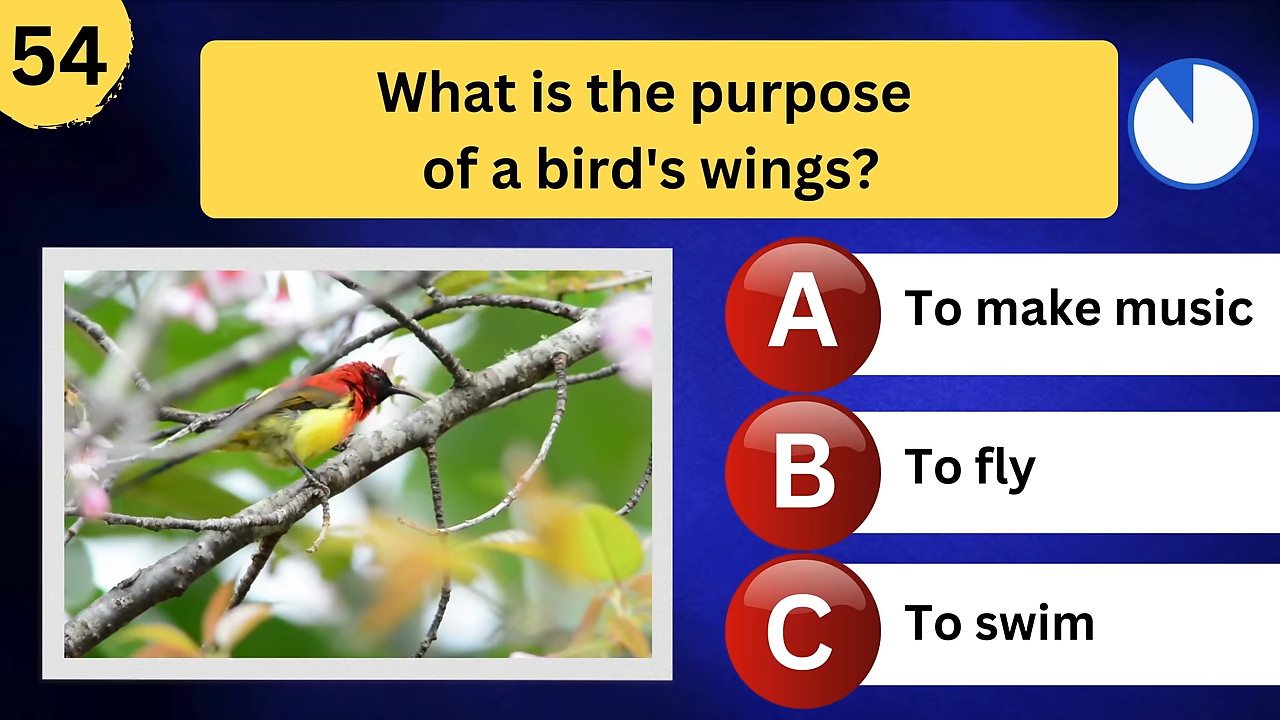 54
What is the purpose
of a bird's wings?
A
To make music
B
To fly
C
To swim